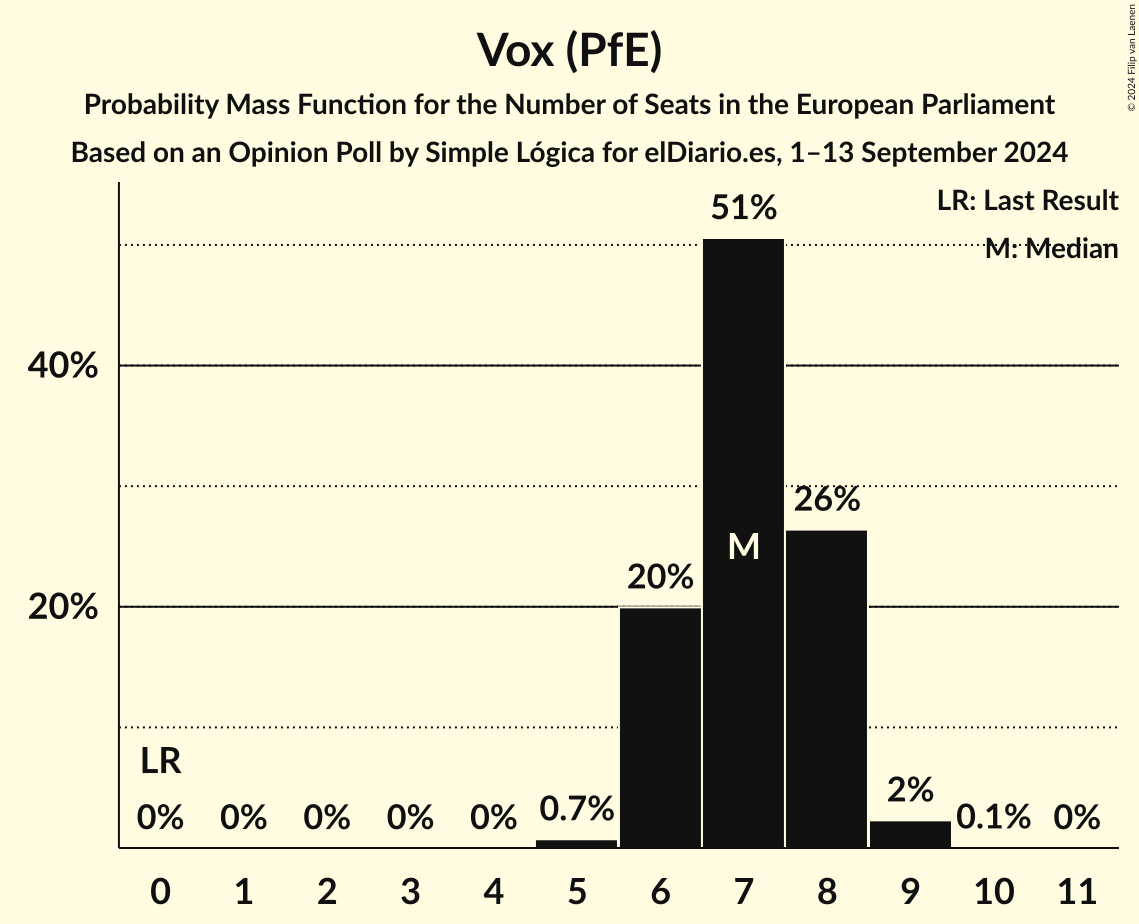 Vox (PfE)
Probability Mass Function for the Number of Seats in the European Parliament
Based on an Opinion Poll by Simple Lógica for elDiario.es, 1–13 September 2024
© 2024 Filip van Laenen
LR: Last Result
M: Median
51%
40%
26%
M
20%
20%
LR
0%
0%
0%
0%
0%
0.7%
2%
0.1%
0%
0 1 2 3 4 5 6 7 8 9 10 11